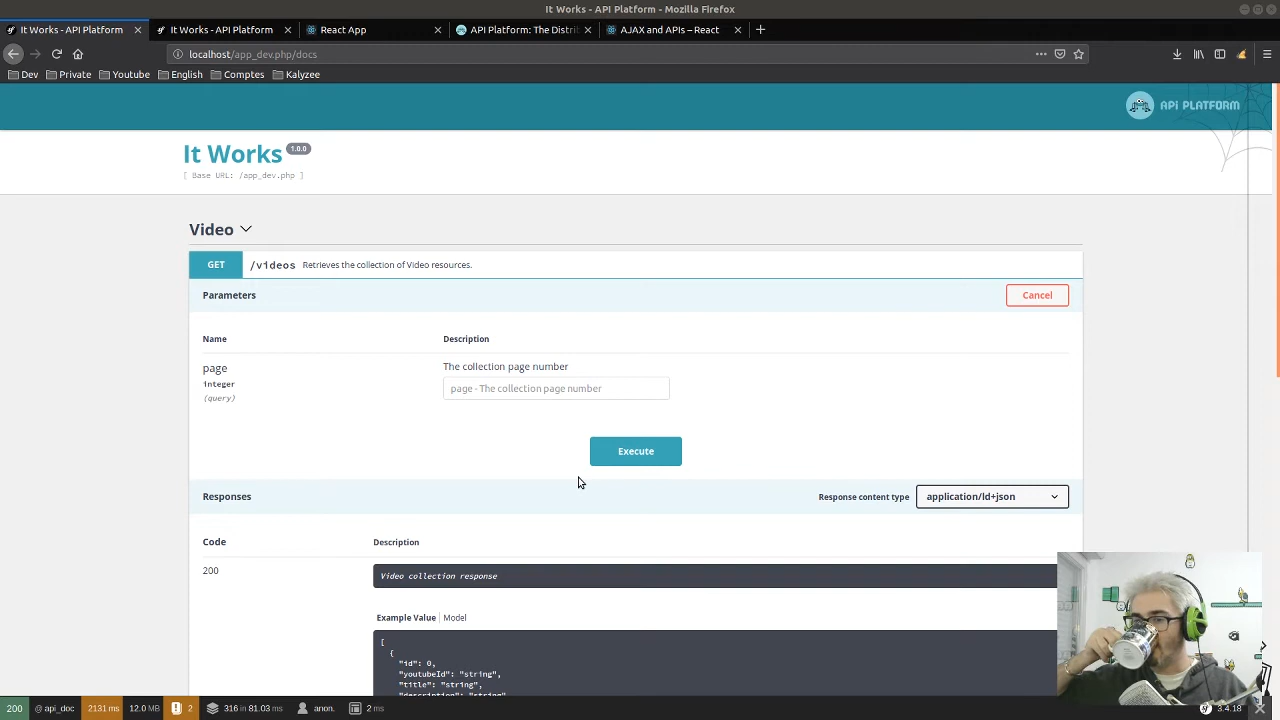 It Works - API Platform - Mozilla Firefox
It Works - API Platform
It Works - API Platform
React App
API Platform: The Distri
AJAX and APIs – React
localhost/app_dev.php/docs
Dev
Private
Youtube
English
Comptes
Kalyzee
API PLATFORM
It Works 1.0.0
[ Base URL: /app_dev.php ]
Video
GET /videos Retrieves the collection of Video resources.
Parameters
Cancel
Name Description
page
integer
(query)
The collection page number
page - The collection page number
Execute
Responses
Response content type application/ld+json
Code Description
200 Video collection response
Example Value Model
[
{
"id": 0,
"youtubeId": "string",
"title": "string",
"description": "string"
200 @ api_doc 2131 ms 12.0 MB 2 316 in 81.03 ms anon. 2 ms 3.4.18